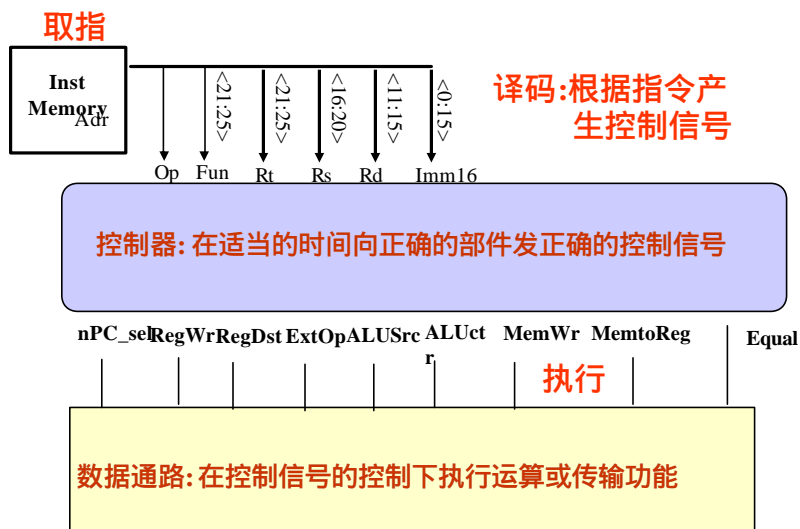 取指
Inst
Memory
Adr
<21:25>
<21:25>
<16:20>
<11:15>
<0:15>
译码:根据指令产
生控制信号
Op Fun Rt Rs Rd Imm16
控制器: 在适当的时间向正确的部件发正确的控制信号
nPC_sel RegWr RegDst ExtOp ALUSrc ALUct MemWr MemtoReg Equal
r
执行
数据通路: 在控制信号的控制下执行运算或传输功能